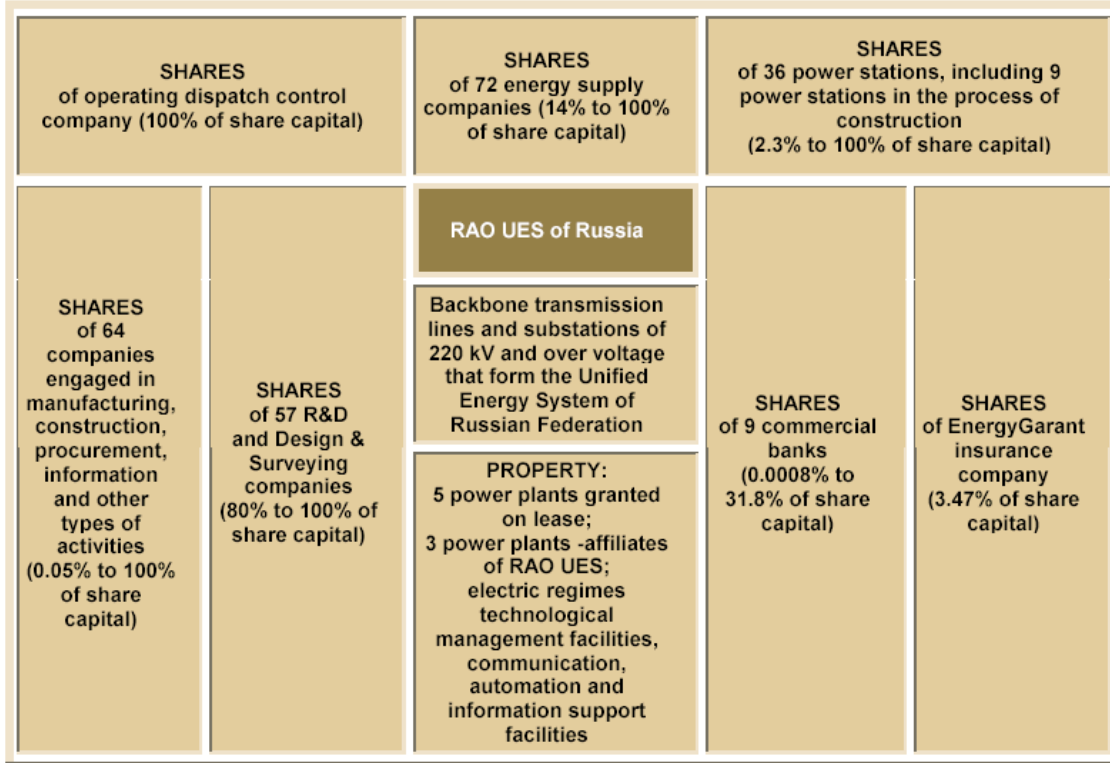 SHARES
of operating dispatch control
company (100% of share capital)
SHARES
of 72 energy supply
companies (14% to 100%
of share capital)
SHARES
of 36 power stations, including 9
power stations in the process of
construction
(2.3% to 100% of share capital)
SHARES
of 64
companies
engaged in
manufacturing,
construction,
procurement,
information
and other
types of
activities
(0.05% to 100%
of share
capital)
SHARES
of 57 R&D
and Design &
Surveying
companies
(80% to 100% of
share capital)
RAO UES of Russia
Backbone transmission
lines and substations of
220 kV and over voltage
that form the Unified
Energy System of
Russian Federation
PROPERTY:
5 power plants granted
on lease;
3 power plants -affiliates
of RAO UES;
electric regimes
technological
management facilities,
communication,
automation and
information support
facilities
SHARES
of 9 commercial
banks
(0.0008% to
31.8% of share
capital)
SHARES
of EnergyGarant
insurance
company
(3.47% of share
capital)